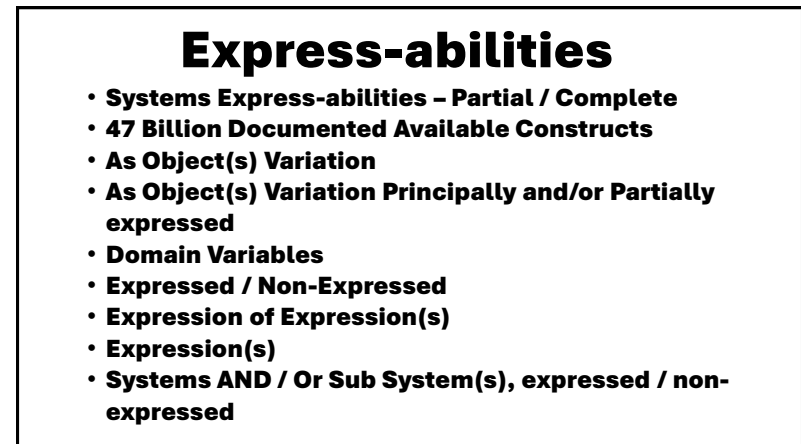 Express-abilities
• Systems Express-abilities – Partial / Complete
• 47 Billion Documented Available Constructs
• As Object(s) Variation
• As Object(s) Variation Principally and/or Partially
expressed
• Domain Variables
• Expressed / Non-Expressed
• Expression of Expression(s)
• Expression(s)
• Systems AND / Or Sub System(s), expressed / non-
expressed